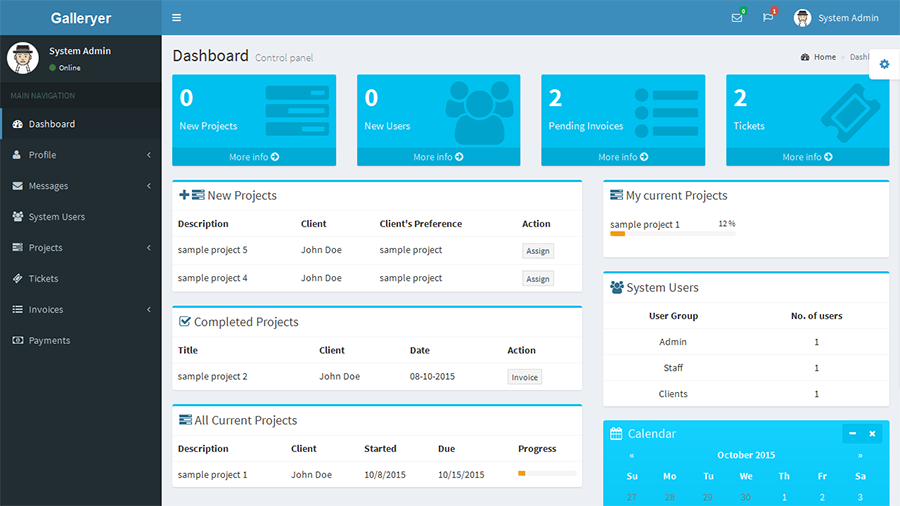 Galleryer
0
1
System Admin
System Admin
Online
MAIN NAVIGATION
Dashboard
Profile
Messages
System Users
Projects
Tickets
Invoices
Payments
Dashboard Control panel
Home
0
New Projects
More info
0
New Users
More info
2
Pending Invoices
More info
2
Tickets
More info
New Projects
Description Client Client's Preference Action
sample project 5 John Doe sample project Assign
sample project 4 John Doe sample project Assign
Completed Projects
Title Client Date Action
sample project 2 John Doe 08-10-2015 Invoice
All Current Projects
Description Client Started Due Progress
sample project 1 John Doe 10/8/2015 10/15/2015
My current Projects
sample project 1 12 %
System Users
User Group No. of users
Admin 1
Staff 1
Clients 1
Calendar
« October 2015 »
Su Mo Tu We Th Fr Sa
27 28 29 30 1 2 3